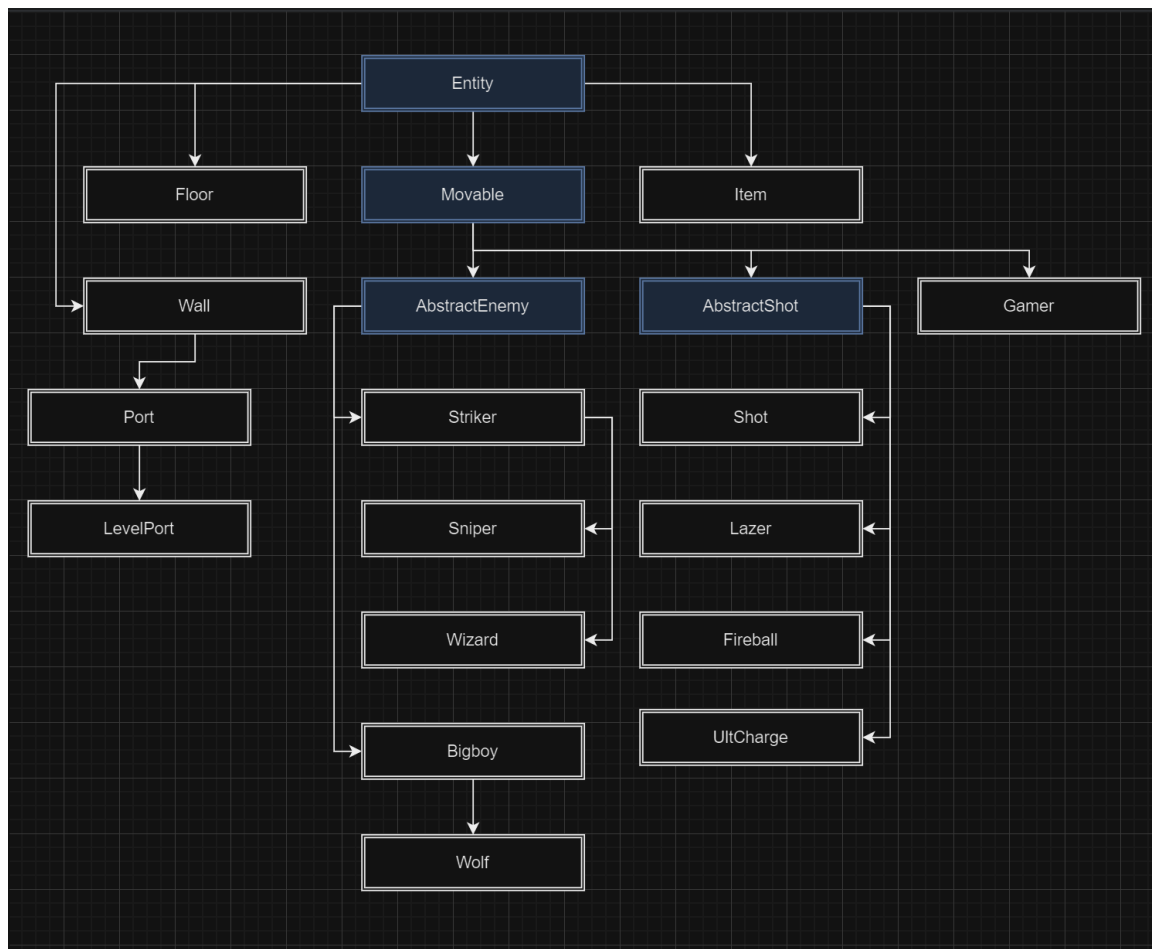 Entity
Floor
Movable
Item
Wall
AbstractEnemy
AbstractShot
Gamer
Port
Striker
Shot
LevelPort
Sniper
Lazer
Wizard
Fireball
Bigboy
UltCharge
Wolf